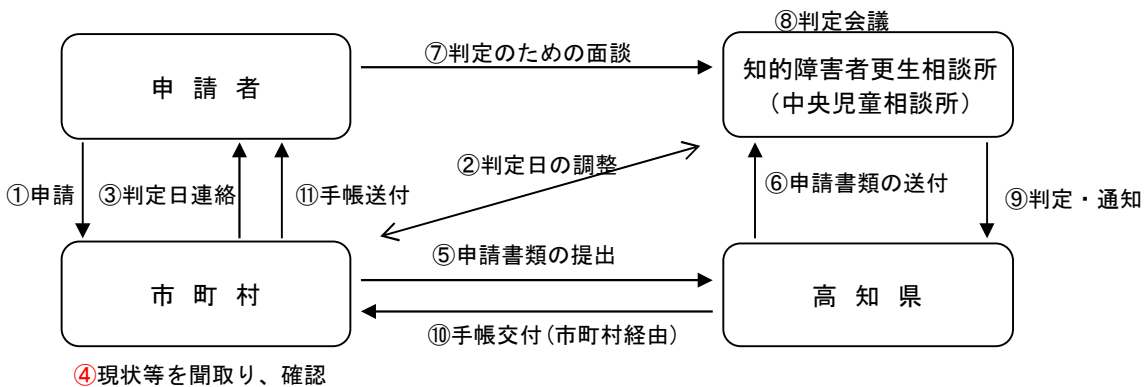 ⑧判定会議
申 請 者
⑦判定のための面談
知的障害者更生相談所
（中央児童相談所）
①申請
③判定日連絡
⑪手帳送付
②判定日の調整
⑥申請書類の送付
⑨判定・通知
市 町 村
⑤申請書類の提出
高 知 県
⑩手帳交付(市町村経由)
④現状等を聞取り、確認